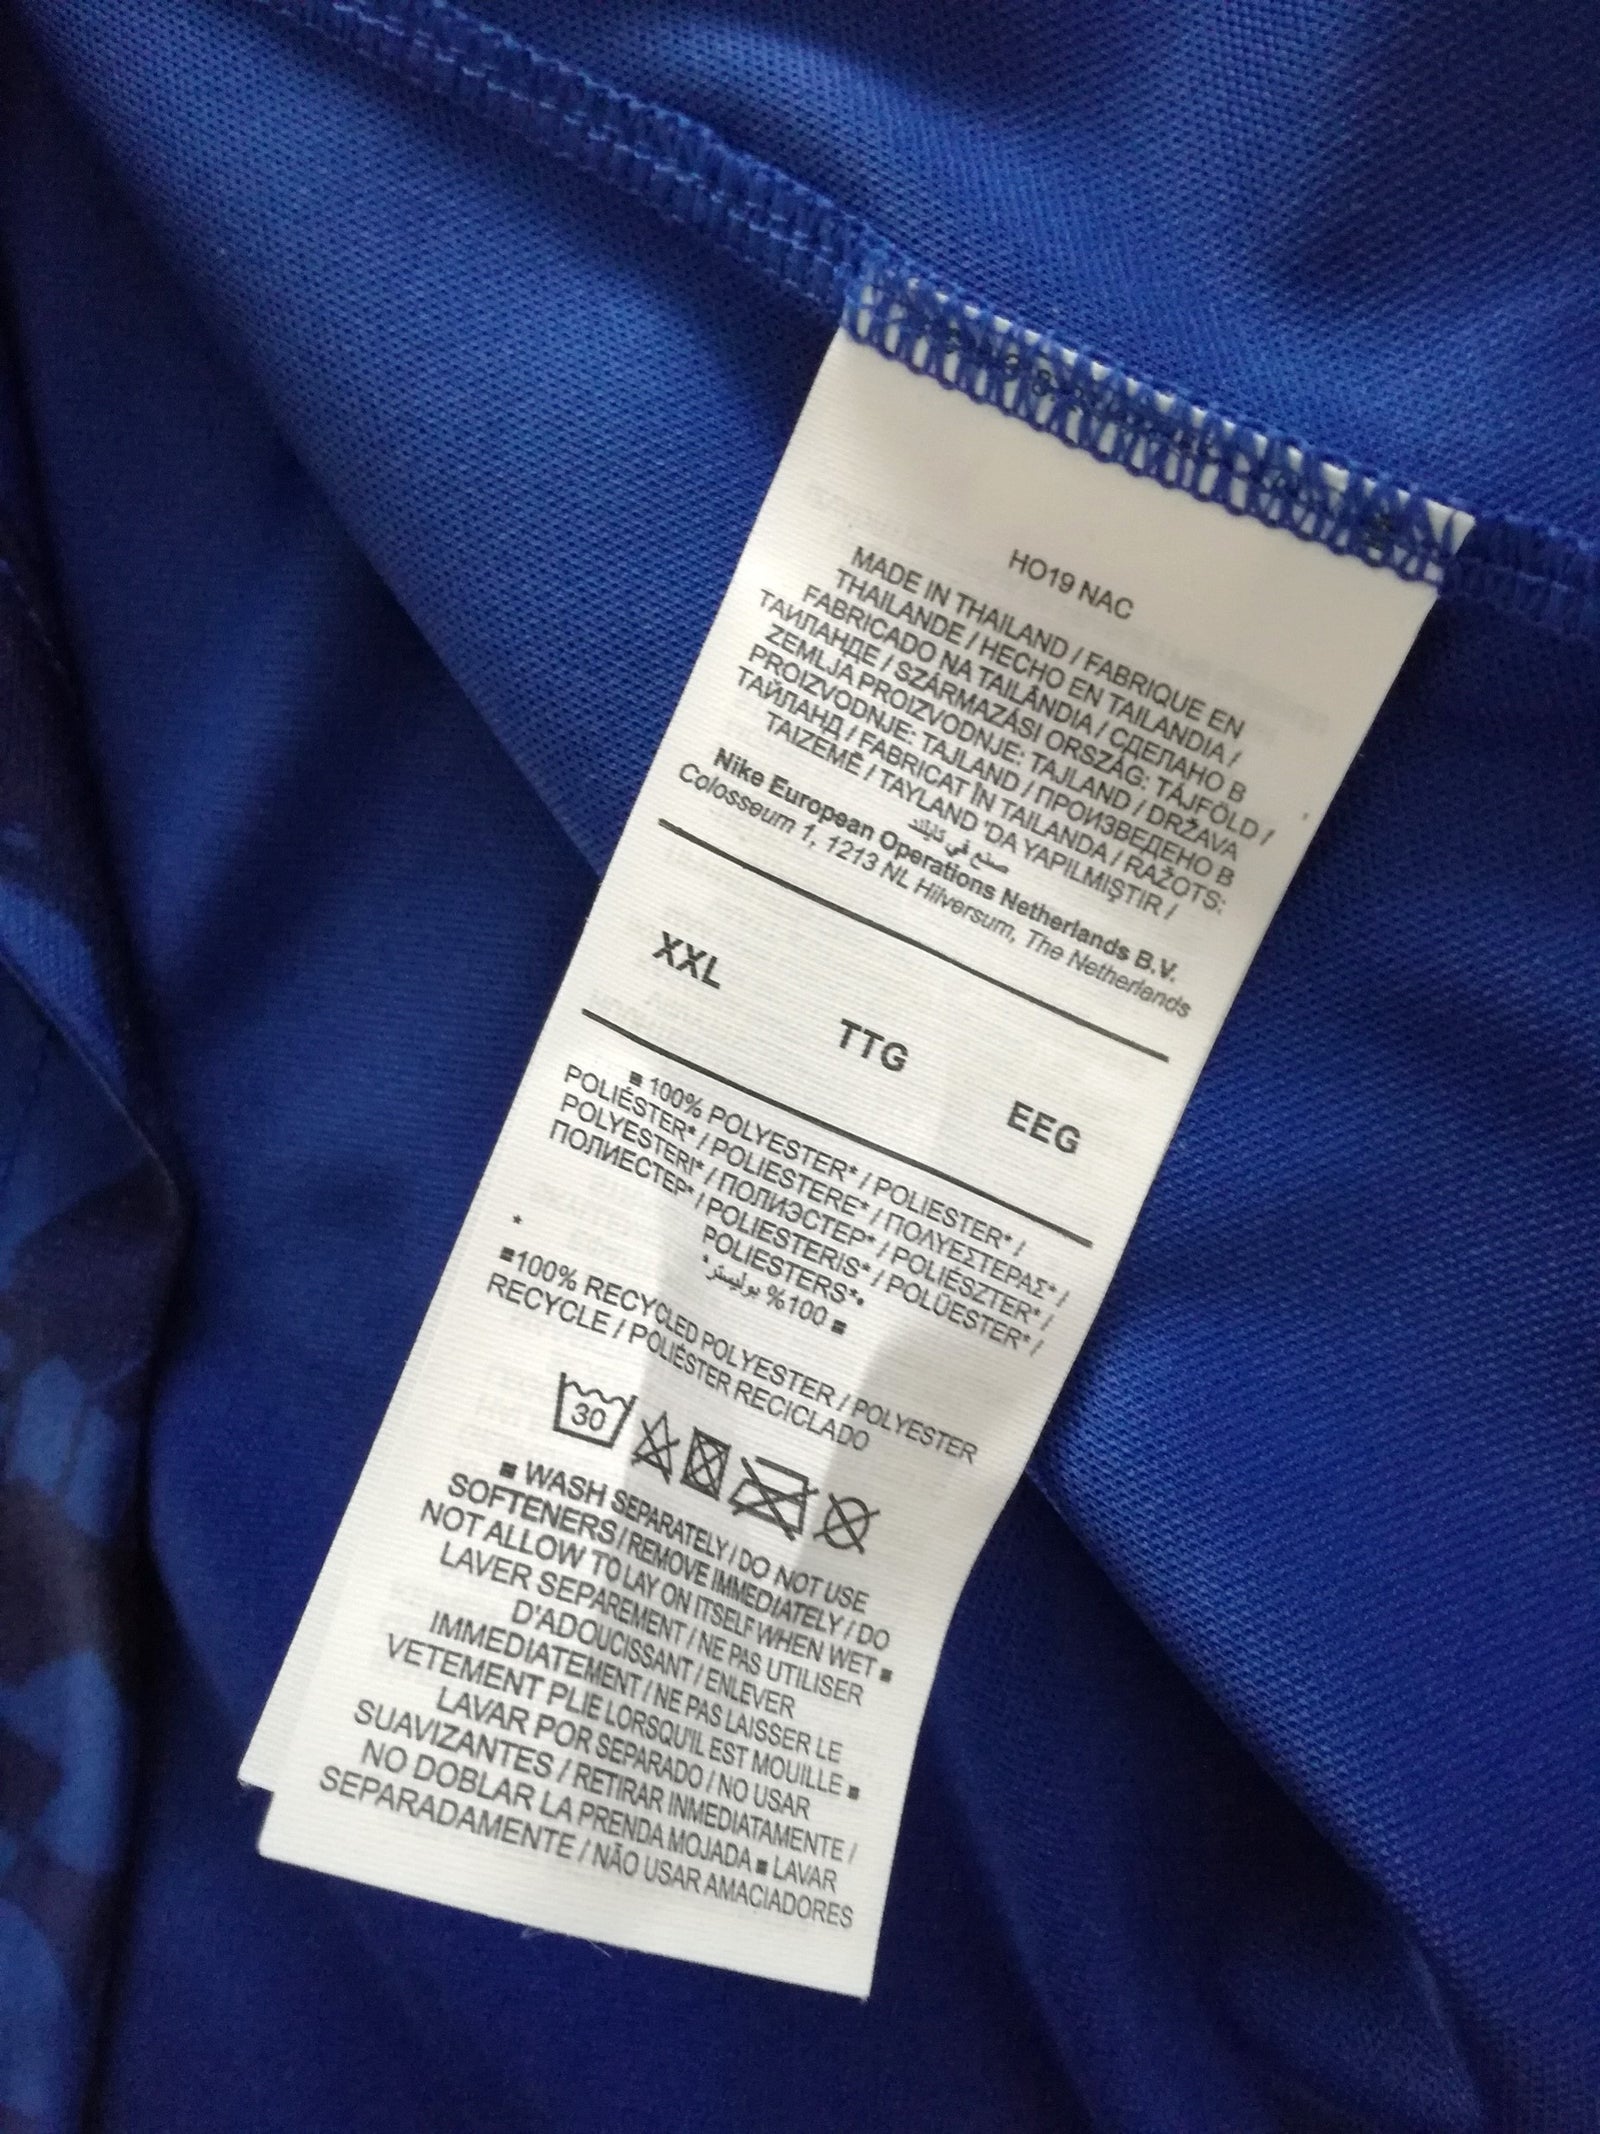 HO19 NAC
MADE IN THAILAND / FABRIQUE EN
THAILANDE / HECHO EN TAILANDIA /
FABRICADO NA TAILÂNDIA / СДЕЛАНО В
ТАИЛАНДЕ / SZÁRMAZÁSI ORSZÁG: TÁJFÖLD /
ZEMLJA PROIZVODNJE: TAJLAND / DRŽAVA
PROIZVODNJE: TAJLAND / ПРОИЗВЕДЕНО В
ТАЙЛАНД / FABRICAT ÎN TAILANDA / RAŽOTS:
TAIZEMĒ / TAYLAND 'DA YAPILMIŞTIR /
صنع في تايلند
Nike European Operations Netherlands B.V.
Colosseum 1, 1213 NL Hilversum, The Netherlands
XXL TTG EEG
■ 100% POLYESTER* / POLIESTER* /
POLIÉSTER* / POLIESTERE* / ΠΟΛΥΕΣΤΕΡΑΣ* /
POLYESTERI* / ПОЛИЭСТЕР* / POLIÉSZTER* /
ПОЛИЕСТЕР* / POLIESTERIS* / POLÜESTER* /
POLIESTERS*•
■ 100% بوليستر*
*
■100% RECYCLED POLYESTER / POLYESTER
RECYCLE / POLIÉSTER RECICLADO
30
■ WASH SEPARATELY / DO NOT USE
SOFTENERS / REMOVE IMMEDIATELY / DO
NOT ALLOW TO LAY ON ITSELF WHEN WET ■
LAVER SEPAREMENT / NE PAS UTILISER
D'ADOUCISSANT / ENLEVER
IMMEDIATEMENT / NE PAS LAISSER LE
VETEMENT PLIE LORSQU'IL EST MOUILLE ■
LAVAR POR SEPARADO / NO USAR
SUAVIZANTES / RETIRAR INMEDIATAMENTE /
NO DOBLAR LA PRENDA MOJADA ■ LAVAR
SEPARADAMENTE / NÃO USAR AMACIADORES